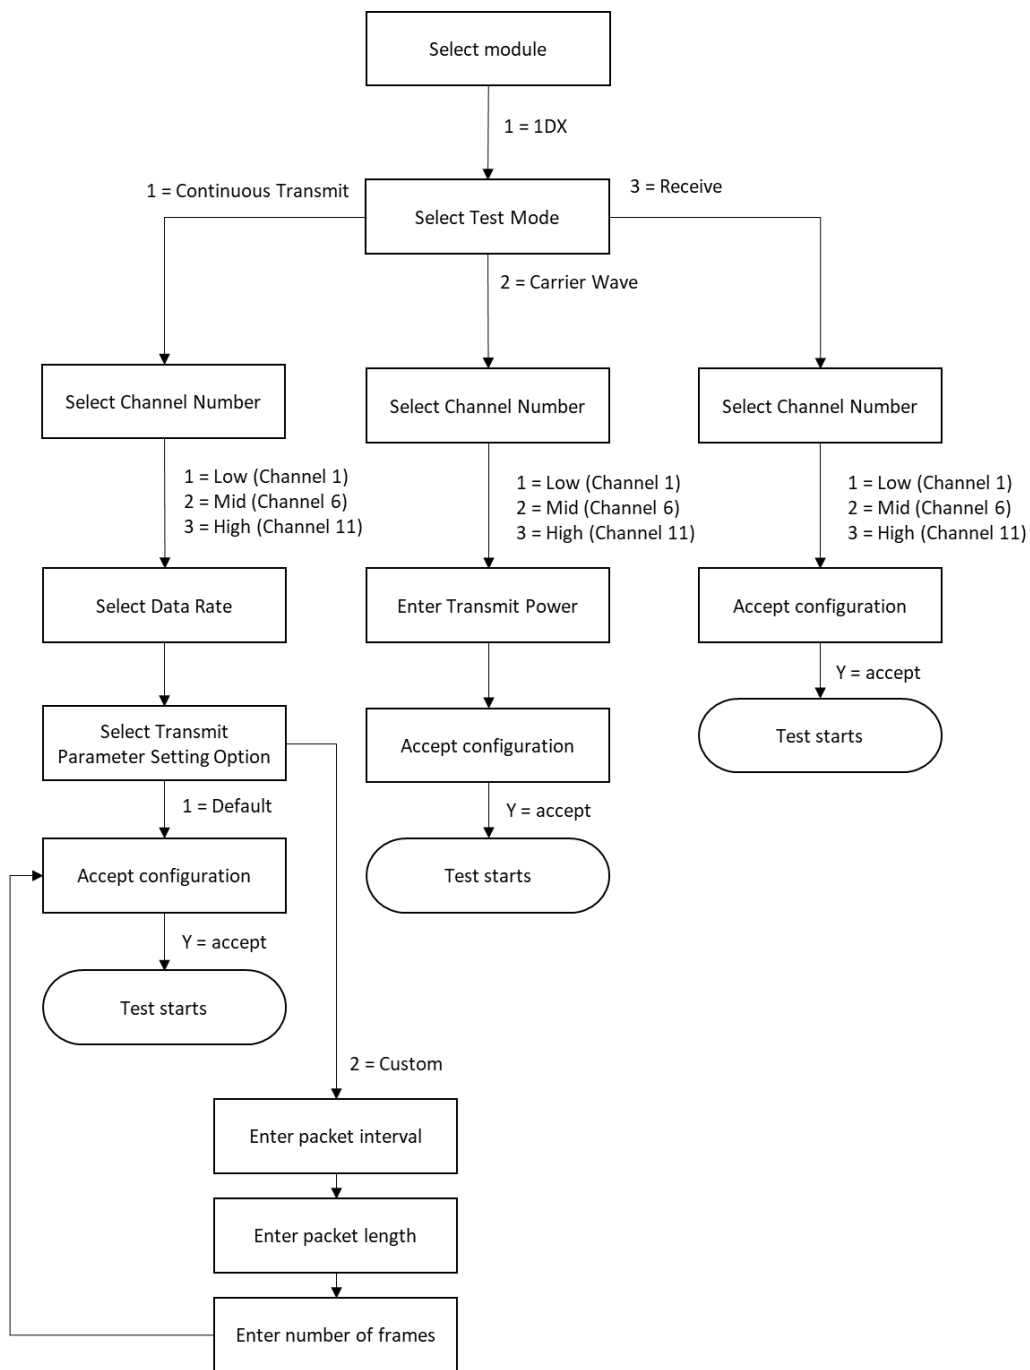 Select module
1 = 1DX
1 = Continuous Transmit
3 = Receive
Select Test Mode
2 = Carrier Wave
Select Channel Number
Select Channel Number
Select Channel Number
1 = Low (Channel 1)
2 = Mid (Channel 6)
3 = High (Channel 11)
1 = Low (Channel 1)
2 = Mid (Channel 6)
3 = High (Channel 11)
1 = Low (Channel 1)
2 = Mid (Channel 6)
3 = High (Channel 11)
Select Data Rate
Enter Transmit Power
Accept configuration
Y = accept
Select Transmit
Parameter Setting Option
Accept configuration
Test starts
1 = Default
Y = accept
Accept configuration
Test starts
Y = accept
Test starts
2 = Custom
Enter packet interval
Enter packet length
Enter number of frames